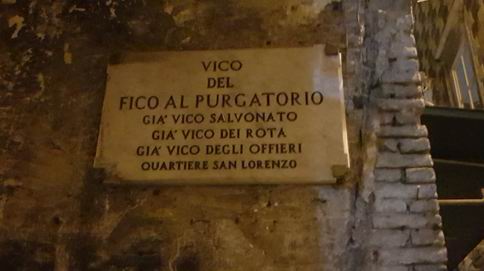 VICO
DEL
FICO AL PURGATORIO
GIA' VICO SALVONATO
GIA' VICO DEI ROTA
GIA' VICO DEGLI OFFIERI
QUARTIERE SAN LORENZO